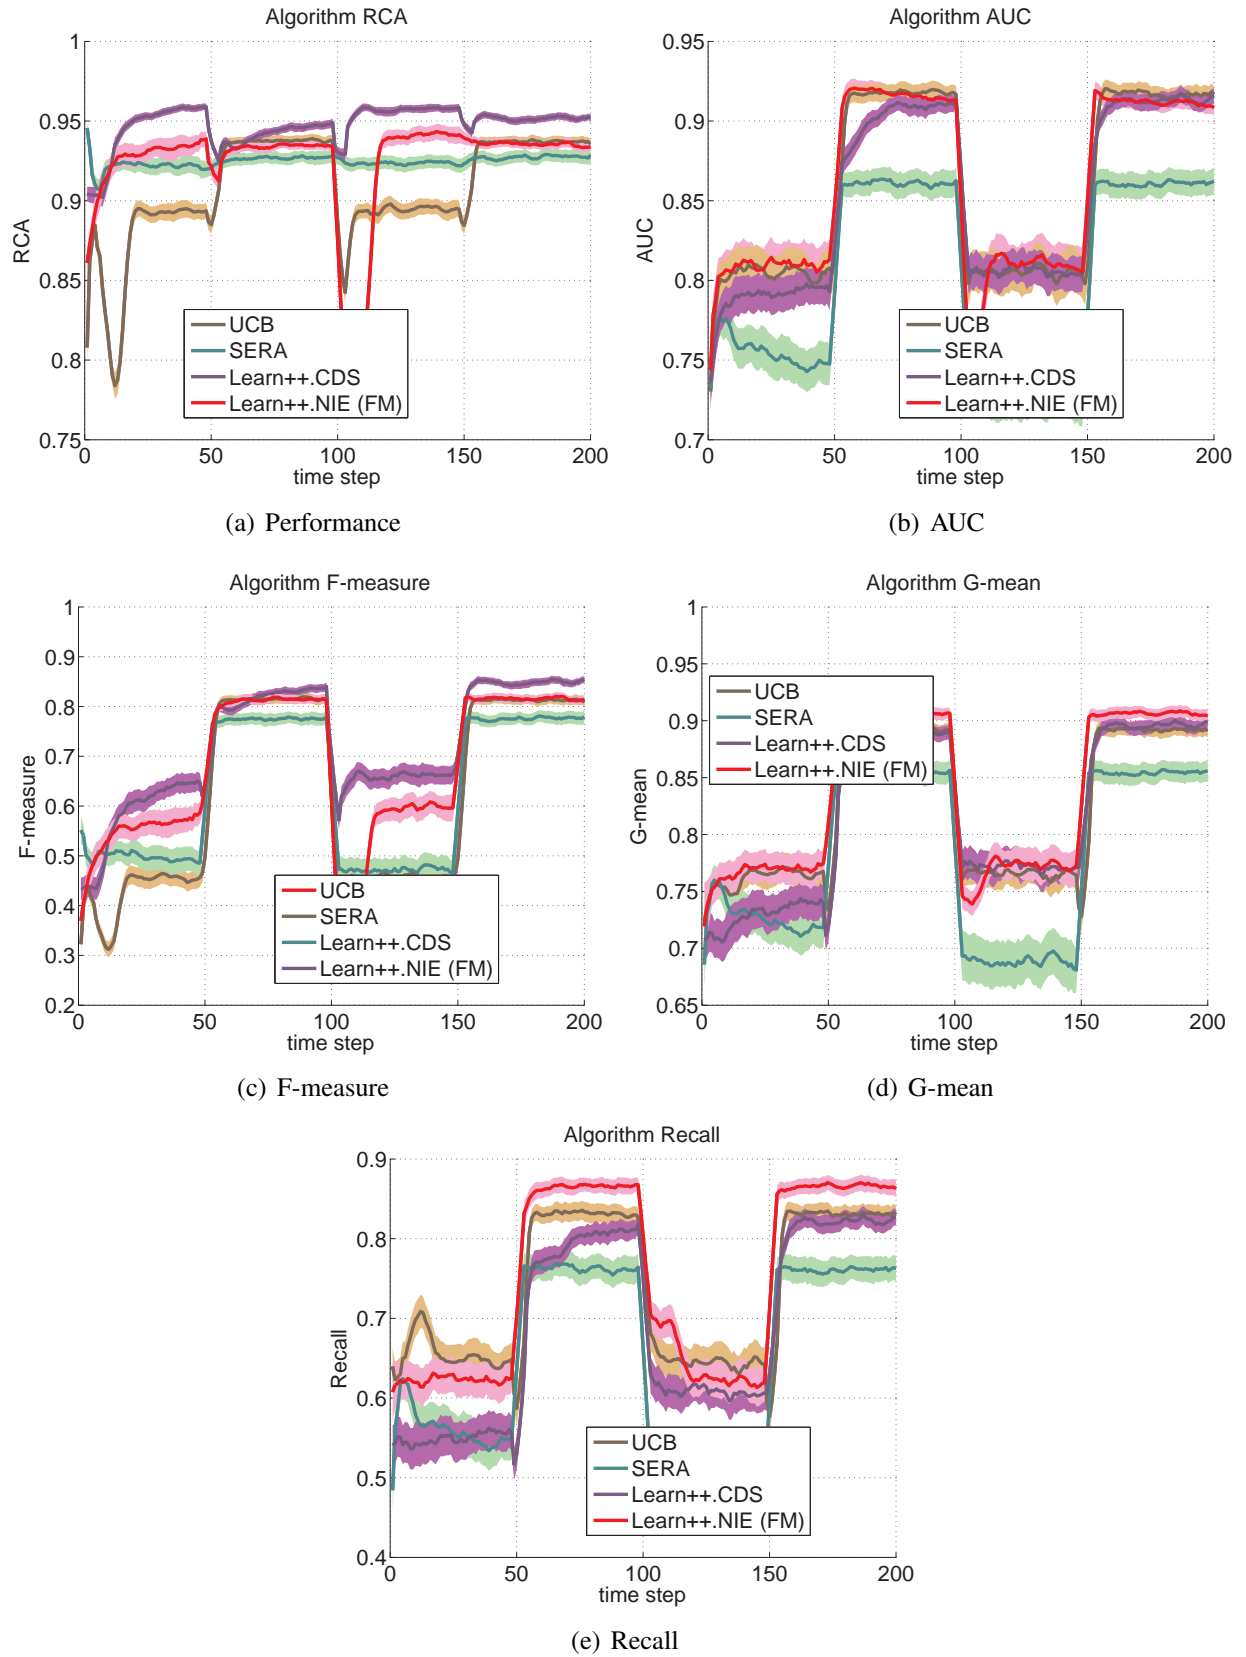 Algorithm RCA
1
0.95
0.9
0.85
0.8
0.75
RCA
UCB
SERA
Learn++.CDS
Learn++.NIE (FM)
0 50 100 150 200
time step
(a) Performance
Algorithm AUC
0.95
0.9
0.85
0.8
0.75
0.7
AUC
UCB
SERA
Learn++.CDS
Learn++.NIE (FM)
0 50 100 150 200
time step
(b) AUC
Algorithm F-measure
1
0.9
0.8
0.7
0.6
0.5
0.4
0.3
0.2
F-measure
UCB
SERA
Learn++.CDS
Learn++.NIE (FM)
0 50 100 150 200
time step
(c) F-measure
Algorithm G-mean
1
0.95
0.9
0.85
0.8
0.75
0.7
0.65
G-mean
UCB
SERA
Learn++.CDS
Learn++.NIE (FM)
0 50 100 150 200
time step
(d) G-mean
Algorithm Recall
0.9
0.8
0.7
0.6
0.5
0.4
Recall
UCB
SERA
Learn++.CDS
Learn++.NIE (FM)
0 50 100 150 200
time step
(e) Recall